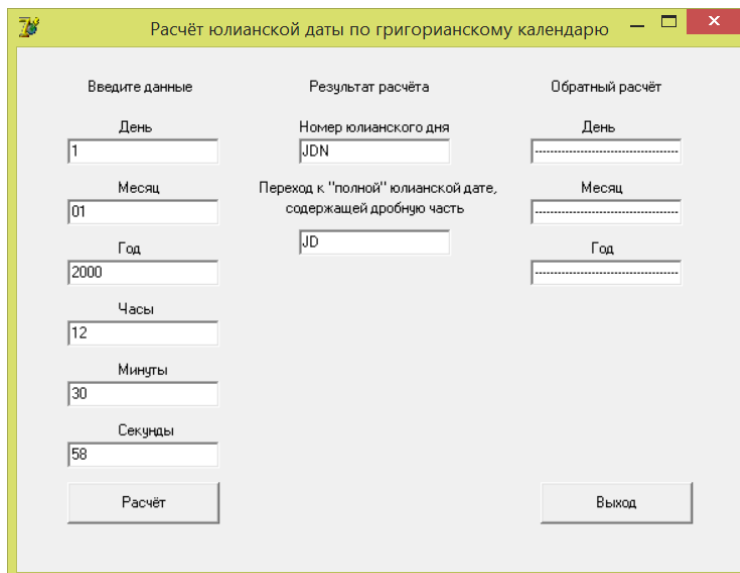 Расчёт юлианской даты по григорианскому календарю
Введите данные
День
1
Месяц
01
Год
2000
Часы
12
Минуты
30
Секунды
58
Расчёт
Результат расчёта
Номер юлианского дня
JDN
Переход к "полной" юлианской дате,
содержащей дробную часть
JD
Обратный расчёт
День
------------------------------------
Месяц
------------------------------------
Год
------------------------------------
Выход